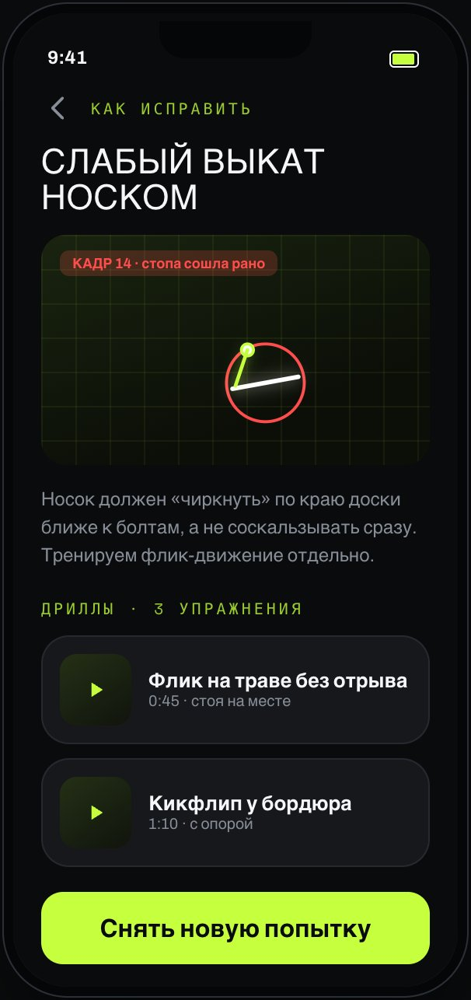 9:41
КАК ИСПРАВИТЬ
СЛАБЫЙ ВЫКАТ
НОСКОМ
КАДР 14 · стопа сошла рано
Носок должен «чиркнуть» по краю доски
ближе к болтам, а не соскальзывать сразу.
Тренируем флик-движение отдельно.
ДРИЛЛЫ · 3 УПРАЖНЕНИЯ
Флик на траве без отрыва
0:45 · стоя на месте
Кикфлип у бордюра
1:10 · с опорой
Снять новую попытку